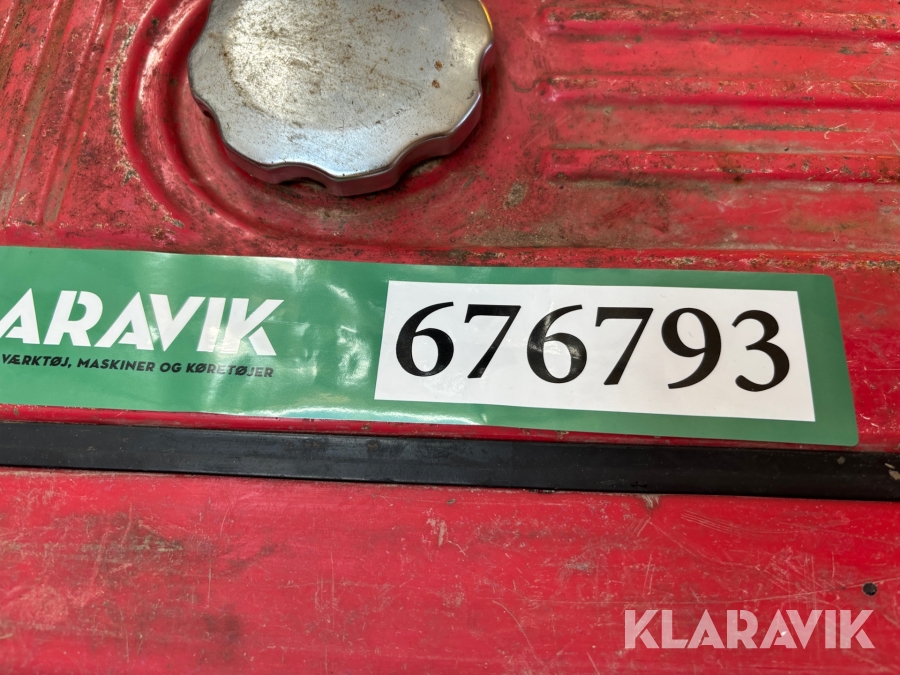 ARAVIK
VÆRKTØJ, MASKINER OG KØRETØJER
676793
KLARAVIK